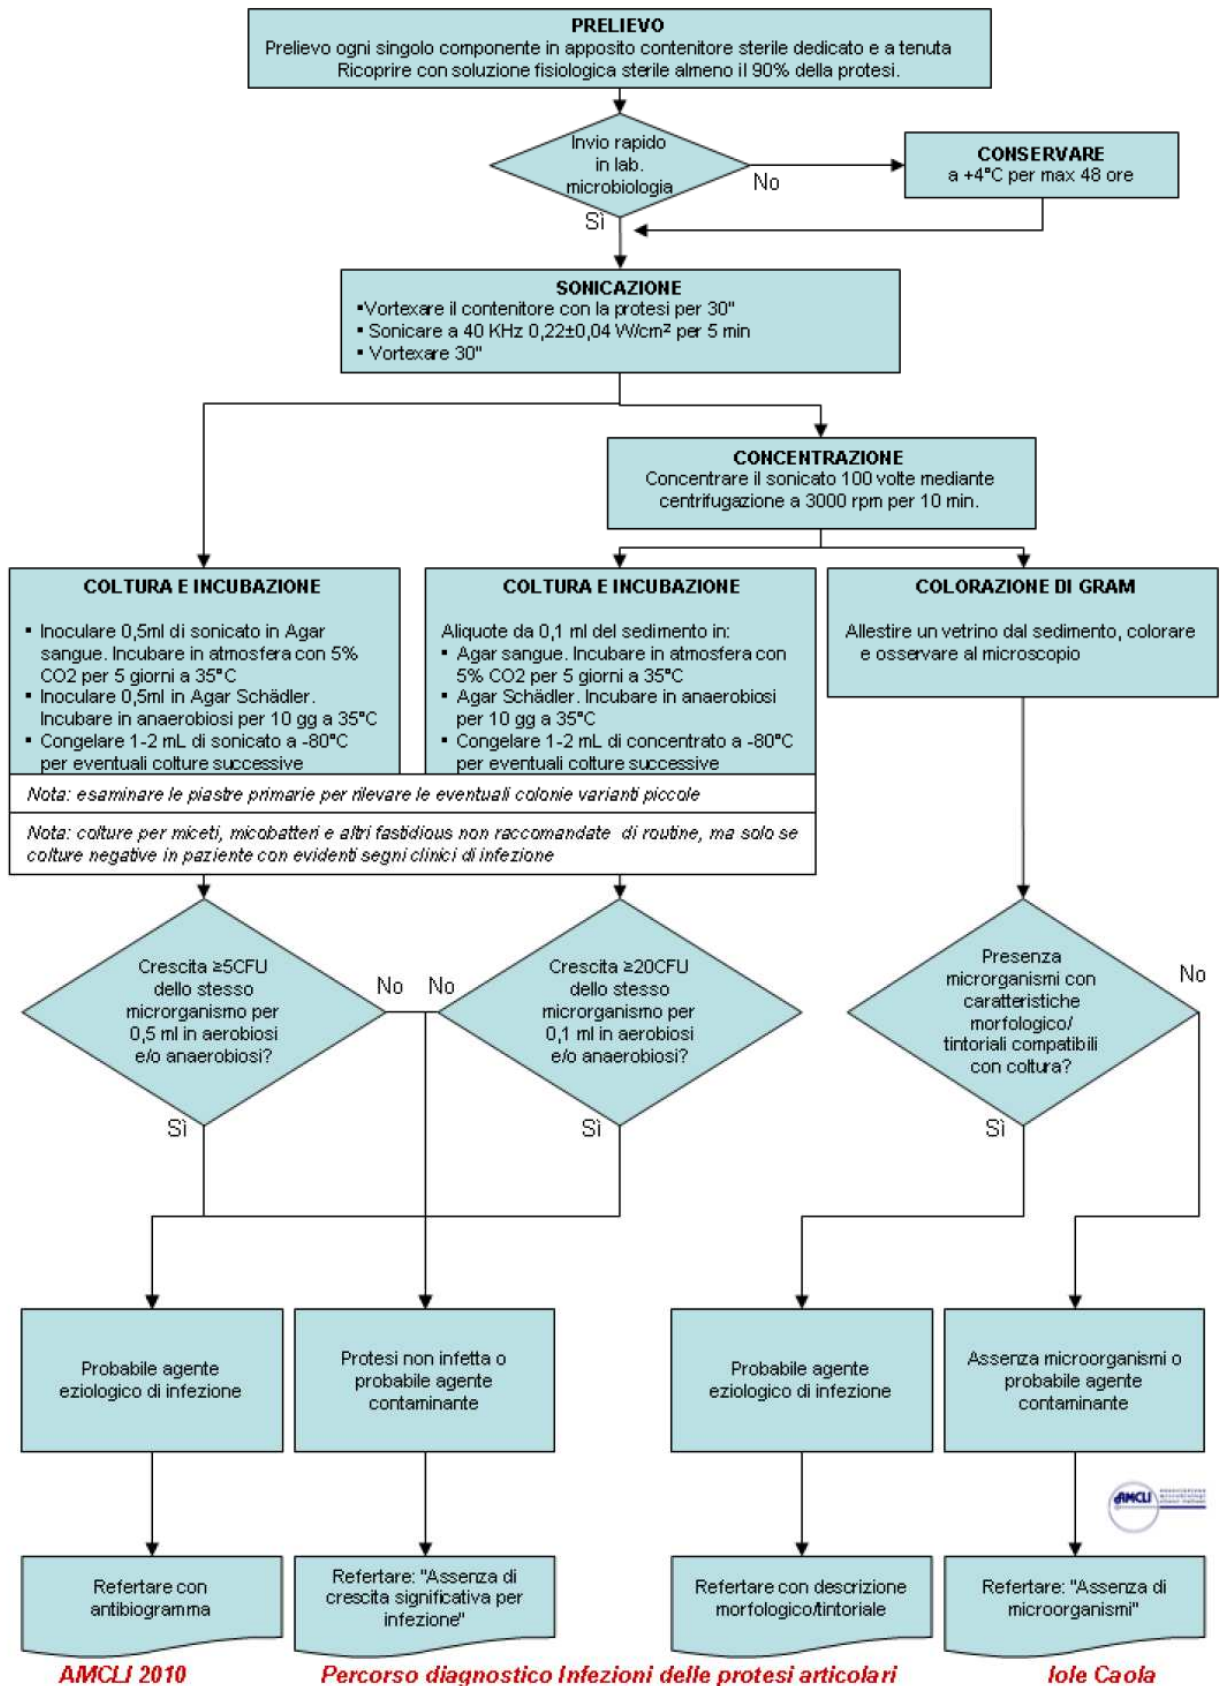 PRELIEVO
Prelievo ogni singolo componente in apposito contenitore sterile dedicato e a tenuta
Ricoprire con soluzione fisiologica sterile almeno il 90% della protesi.
Invio rapido
in lab.
microbiologia
No
Sì
CONSERVARE
a +4°C per max 48 ore
SONICAZIONE
▪Vortexare il contenitore con la protesi per 30"
▪ Sonicare a 40 KHz 0,22±0,04 W/cm² per 5 min
▪ Vortexare 30"
CONCENTRAZIONE
Concentrare il sonicato 100 volte mediante
centrifugazione a 3000 rpm per 10 min.
COLTURA E INCUBAZIONE
▪ Inoculare 0,5ml di sonicato in Agar
sangue. Incubare in atmosfera con 5%
CO2 per 5 giorni a 35°C
▪ Inoculare 0,5ml in Agar Schädler.
Incubare in anaerobiosi per 10 gg a 35°C
▪ Congelare 1-2 mL di sonicato a -80°C
per eventuali colture successive
COLTURA E INCUBAZIONE
Aliquote da 0,1 ml del sedimento in:
▪ Agar sangue. Incubare in atmosfera con
5% CO2 per 5 giorni a 35°C
▪ Agar Schädler. Incubare in anaerobiosi
per 10 gg a 35°C
▪ Congelare 1-2 mL di concentrato a -80°C
per eventuali colture successive
COLORAZIONE DI GRAM
Allestire un vetrino dal sedimento, colorare
e osservare al microscopio
Nota: esaminare le piastre primarie per rilevare le eventuali colonie varianti piccole
Nota: colture per miceti, micobatteri e altri fastidious non raccomandate di routine, ma solo se
colture negative in paziente con evidenti segni clinici di infezione
Crescita ≥5CFU
dello stesso
microrganismo per
0,5 ml in aerobiosi
e/o anaerobiosi?
No
Sì
No
Crescita ≥20CFU
dello stesso
microrganismo per
0,1 ml in aerobiosi
e/o anaerobiosi?
Sì
Presenza
microrganismi con
caratteristiche
morfologico/
tintoriali compatibili
con coltura?
No
Sì
Probabile agente
eziologico di infezione
Protesi non infetta o
probabile agente
contaminante
Probabile agente
eziologico di infezione
Assenza microorganismi o
probabile agente
contaminante
AMCLI
Refertare con
antibiogramma
Refertare: "Assenza di
crescita significativa per
infezione"
Refertare con descrizione
morfologico/tintoriale
Refertare: "Assenza di
microorganismi"
AMCLI 2010
Percorso diagnostico Infezioni delle protesi articolari
Iole Caola